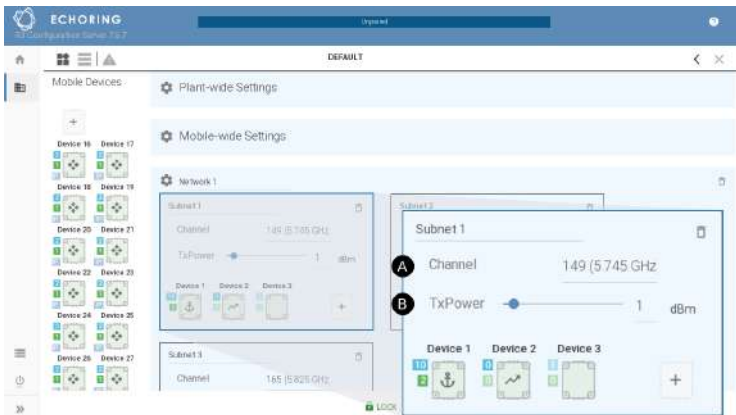 ECHORING
Unpaired
DEFAULT
Mobile Devices
+
Device 16 Device 17
Device 18 Device 19
Device 20 Device 21
Device 22 Device 23
Device 24 Device 25
Device 26 Device 27
Plant-wide Settings
Mobile-wide Settings
Network 1
Subnet 1
Channel 149 (5.745 GHz
TxPower 1 dBm
Device 1 Device 2 Device 3
+
Subnet 2
Subnet 3
Channel 165 (5.825 GHz
LOCK
Subnet 1
A Channel 149 (5.745 GHz
B TxPower 1 dBm
Device 1 Device 2 Device 3
10 0
2
+